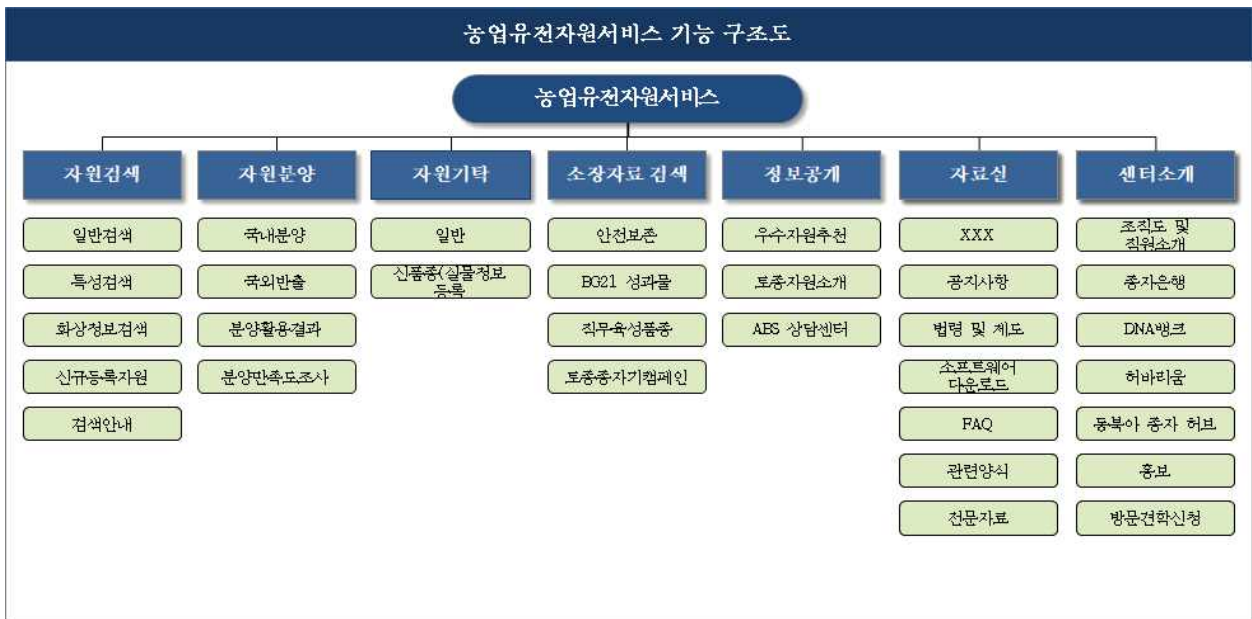 농업유전자원서비스 기능 구조도
농업유전자원서비스
자원검색
자원분양
자원기탁
소장자료 검색
정보공개
자료실
센터소개
일반검색
국내분양
일반
안전보존
우수자원추천
XXX
조직도 및
직원소개
특성검색
국외반출
신품종(실물정보
등록
BG21 성과물
토종자원소개
공지사항
종자은행
화상정보검색
분양활용결과
직무육성품종
ABS 상담센터
법령 및 제도
DNA뱅크
신규등록자원
분양만족도조사
토종종자기캠페인
소프트웨어
다운로드
허바리움
검색안내
FAQ
동북아 종자 허브
관련양식
홍보
전문자료
방문견학신청